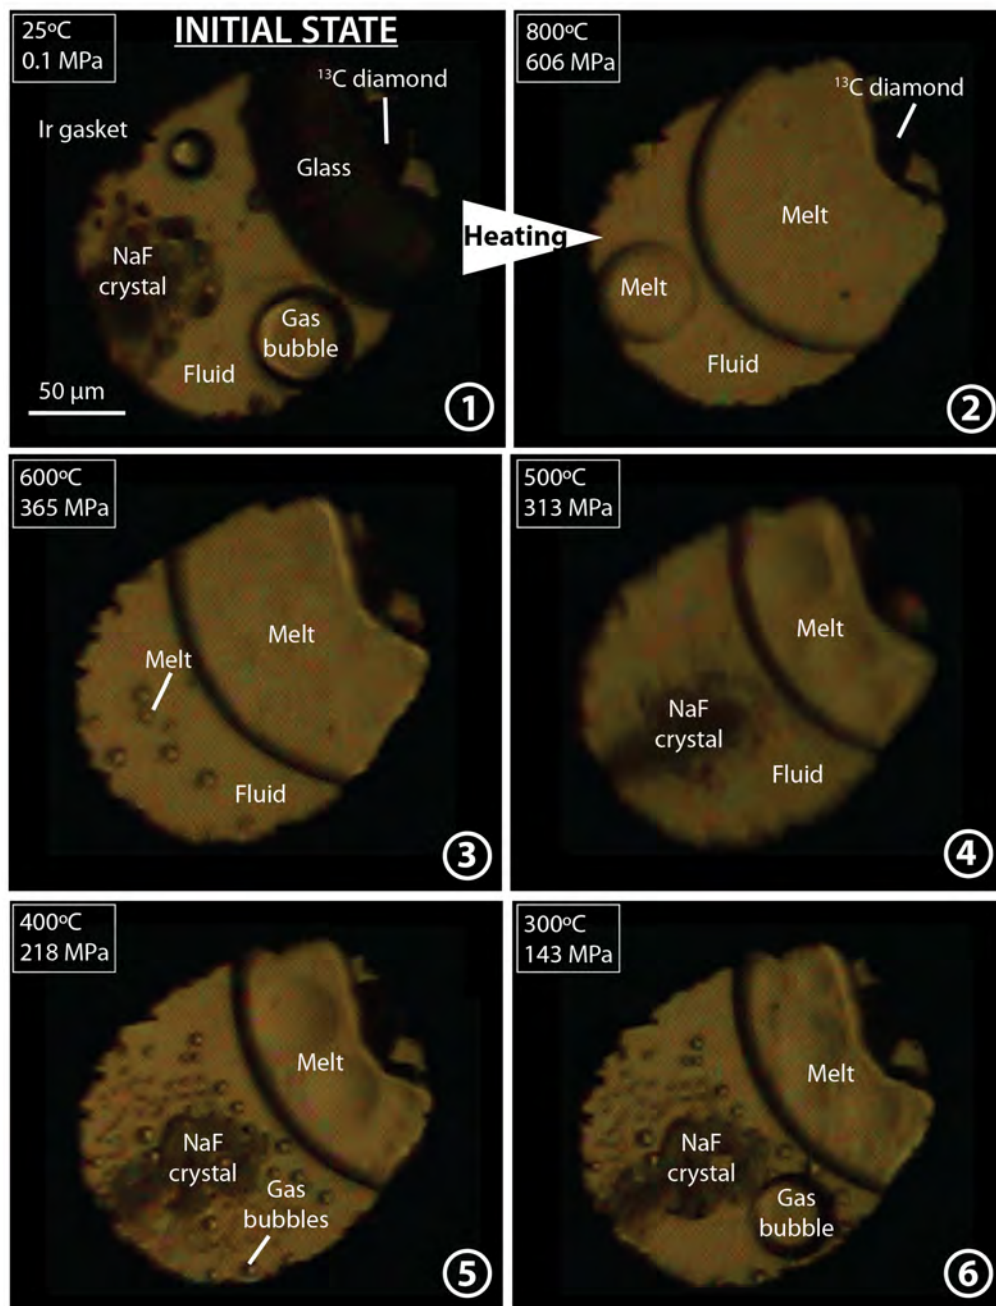 25ºC
0.1 MPa
INITIAL STATE
¹³C diamond
Ir gasket
Glass
NaF
crystal
Gas
bubble
Fluid
50 µm
1
Heating
800ºC
606 MPa
¹³C diamond
Melt
Melt
Fluid
2
600ºC
365 MPa
Melt
Melt
Fluid
3
500ºC
313 MPa
Melt
NaF
crystal
Fluid
4
400ºC
218 MPa
Melt
NaF
crystal
Gas
bubbles
5
300ºC
143 MPa
Melt
NaF
crystal
Gas
bubble
6